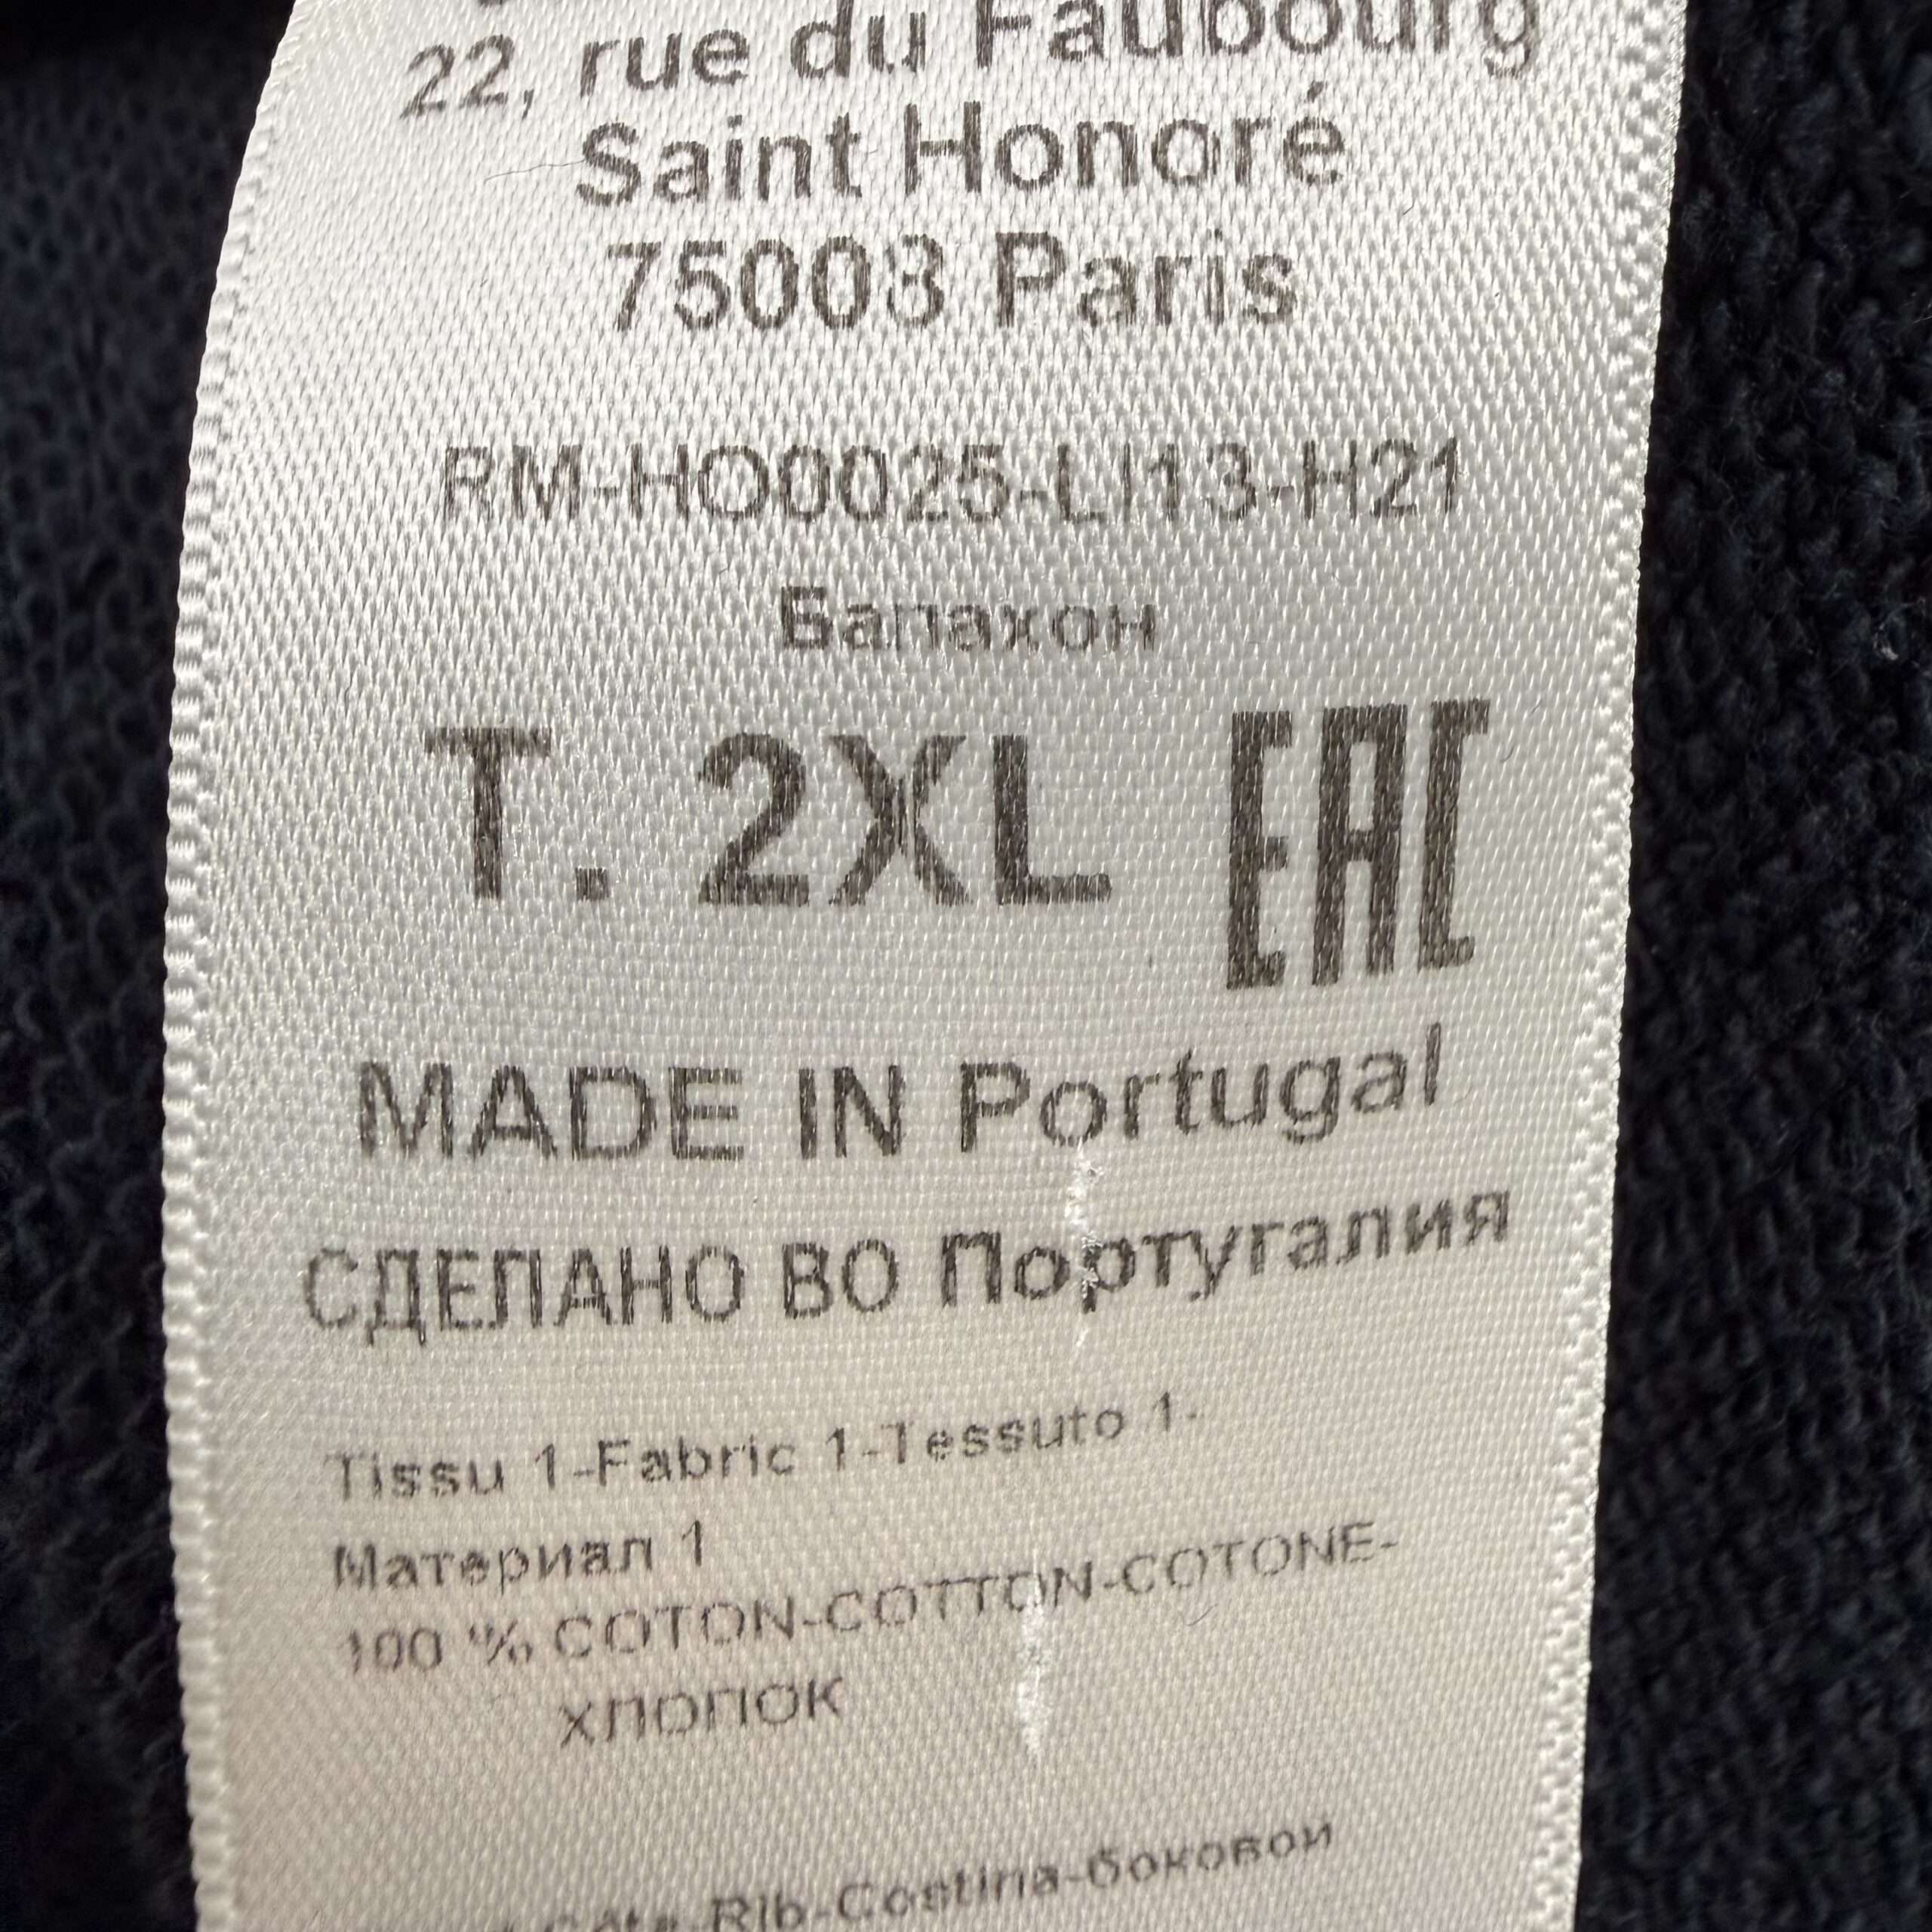 22, rue du Faubourg
Saint Honoré
75008 Paris
RM-HO0025-LI13-H21
Балахон
T. 2XL EAC
MADE IN Portugal
СДЕЛАНО ВО Португалия
Tissu 1-Fabric 1-Tessuto 1-
Материал 1
100 % COTON-COTTON-COTONE-
ХЛОПОК
Côte-Rib-Costina-боковой